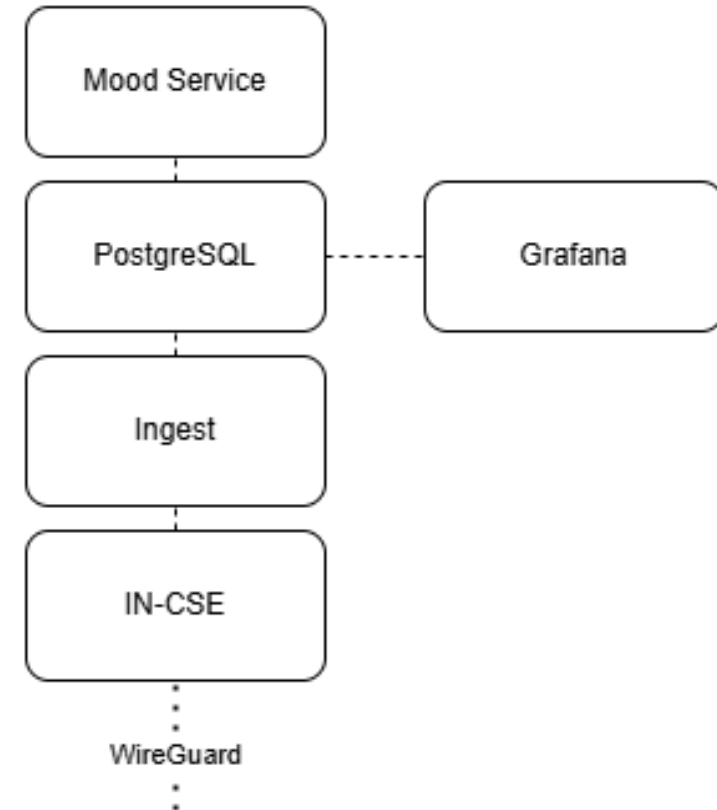 Mood Service
PostgreSQL
Grafana
Ingest
IN-CSE
WireGuard